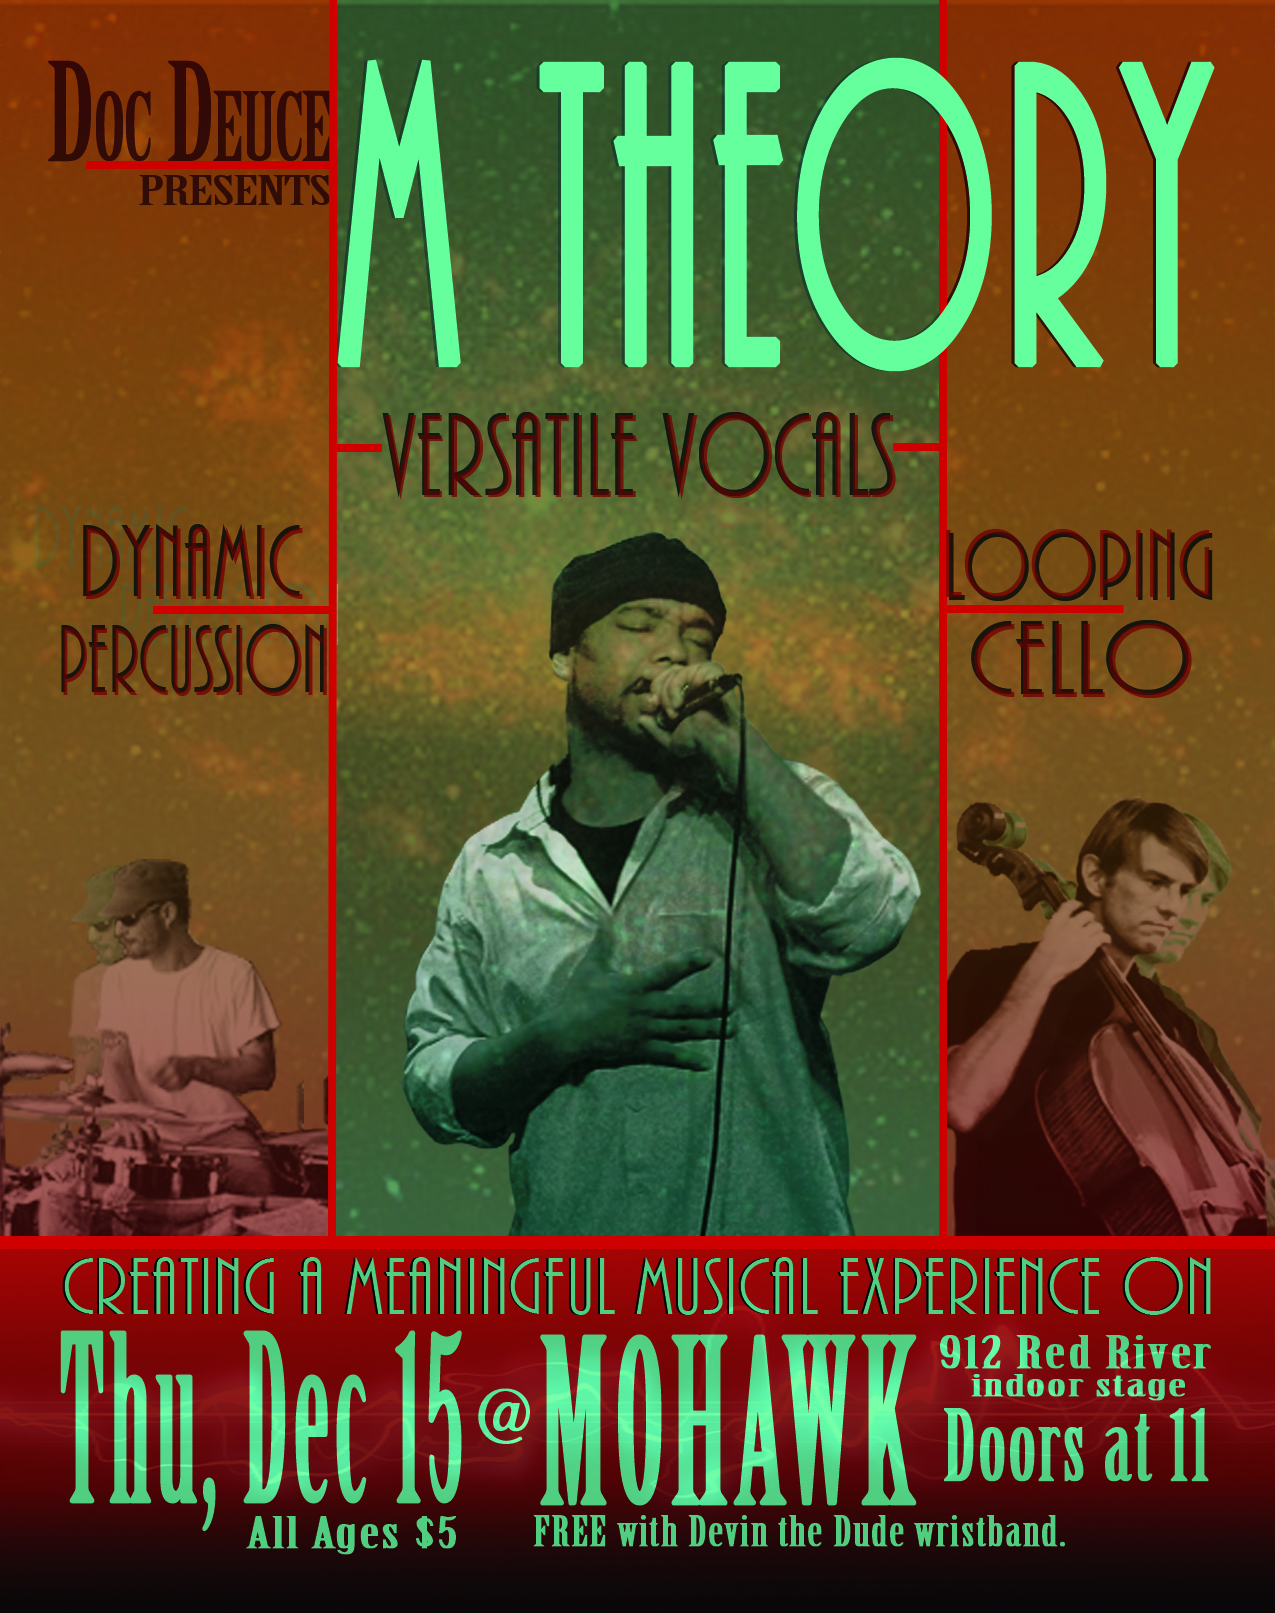 DOC DEUCE
PRESENTS
M THEORY
VERSATILE VOCALS
DYNAMIC
PERCUSSION
LOOPING
CELLO
CREATING A MEANINGFUL MUSICAL EXPERIENCE ON
Thu, Dec 15 @ MOHAWK
912 Red River
indoor stage
Doors at 11
All Ages $5
FREE with Devin the Dude wristband.